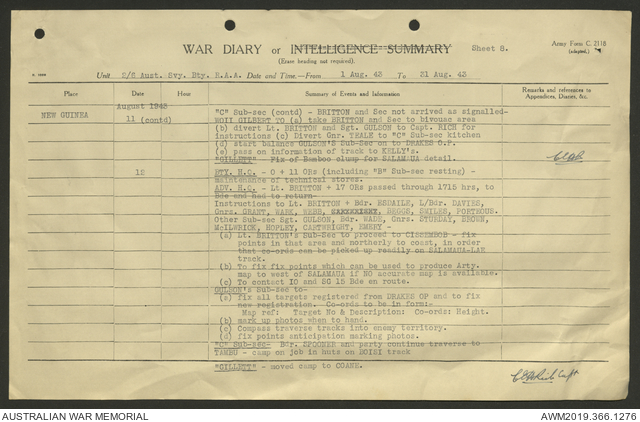 WAR DIARY or INTELLIGENCE SUMMARY
Sheet 8.
Army Form C. 2118
(Erase heading not required).
Unit 2/6 Aust. Svy. Bty. R.A.A. Date and Time.—From 1 Aug. 43 To 31 Aug. 43
Place Date Hour Summary of Events and Information Remarks and references to Appendices, Diaries, &c.
NEW GUINEA
August 1943
11 (contd)
"C" Sub-sec (contd) - BRITTON and Sec not arrived as signalled-
GILBERT TO (a) take BRITTON and Sec to bivouac area
(b) divert Lt. BRITTON and Sgt. GULSON to Capt. RICH for
instructions (c) Divert Gnr. TEALE to "C" Sub-sec kitchen
(d) start balance GULSON'S Sub-Sec on to DRAKES O.P.
(e) pass on information of track to KELLY's.
"GILLETT" - Fix of Bamboo clump for SALAMAUA detail.
12
BTY. H.Q. - 0 + 11 ORs (including "B" Sub-sec resting) -
maintenance of technical stores.
ADV. H.Q. - Lt. BRITTON + 17 ORs passed through 1715 hrs, to
Bde and had to return-
Instructions to Lt. BRITTON + Bdr. ESDAILE, L/Bdr. DAVIES,
Gnrs. GRANT, WARK, WEBB, BEGGS, SMILES, PORTEOUS.
Other Sub-sec Sgt GULSON, Bdr. WADE, Gnrs. STURDAY, BROWN,
McILWRICK, HOPLEY, CARTWRIGHT, EMERY -
(a) Lt. BRITTON's Sub-Sec to proceed to CISSEMBOB - fix
points in that area and northerly to coast, in order
that co-ords can be picked up readily on SALAMAUA-LAE
track.
(b) To fix fix points which can be used to produce Arty.
map to west of SALAMAUA if NO accurate map is available.
(c) To contact IO and SC 15 Bde en route.
GULSON's Sub-sec to-
(a) fix all targets registered from DRAKES OP and to fix
new registration. Co-ords to be in form:-
Map ref: Target No & Description: Co-ords: Height.
(b) mark up photos when to hand.
(c) Compass traverse tracks into enemy territory.
(d) fix points anticipation marking photos.
"C" Sub-sec- Bdr. SPOONER and party continue traverse to
TAMBU - camp on job in huts on BOISI track
"GILLETT" - moved camp to COANE.
AUSTRALIAN WAR MEMORIAL
AWM2019.366.1276